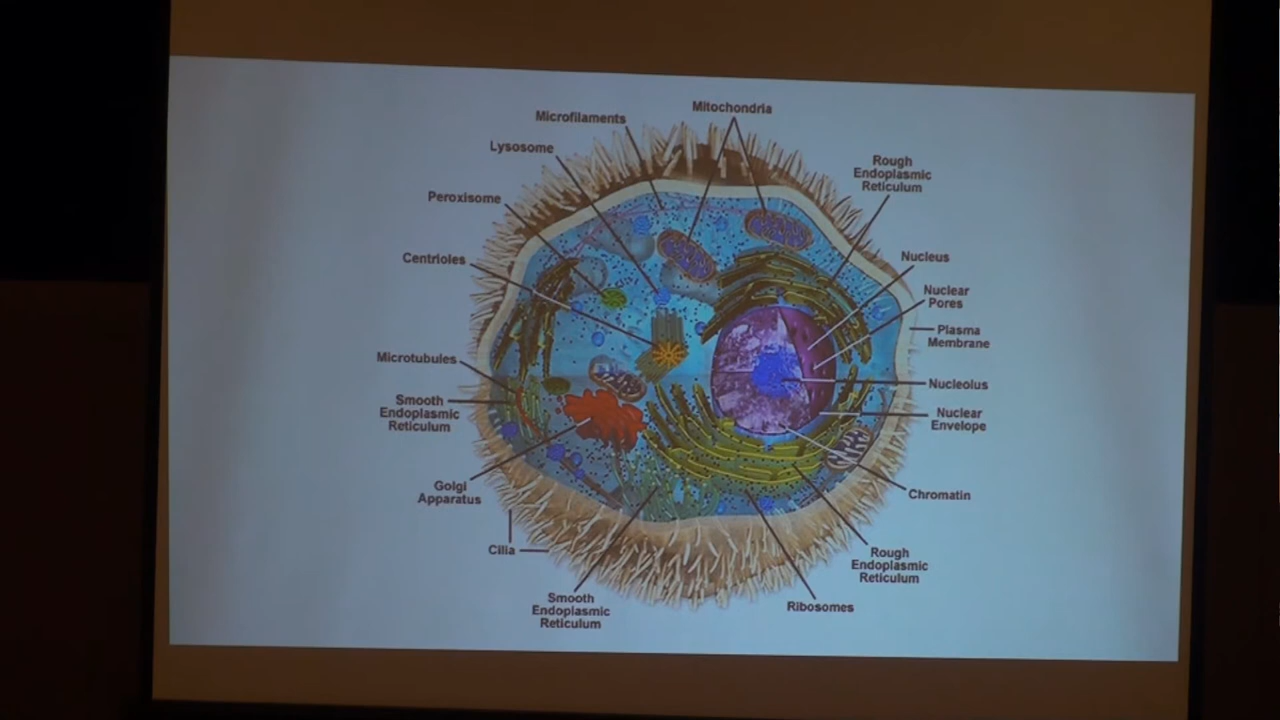 Mitochondria
Microfilaments
Lysosome
Rough
Endoplasmic
Reticulum
Peroxisome
Centrioles
Nucleus
Nuclear
Pores
Plasma
Membrane
Microtubules
Nucleolus
Smooth
Endoplasmic
Reticulum
Nuclear
Envelope
Golgi
Apparatus
Chromatin
Cilia
Rough
Endoplasmic
Reticulum
Smooth
Endoplasmic
Reticulum
Ribosomes